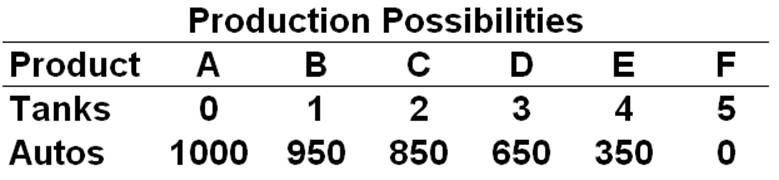 Production Possibilities
Product A B C D E F
Tanks 0 1 2 3 4 5
Autos 1000 950 850 650 350 0